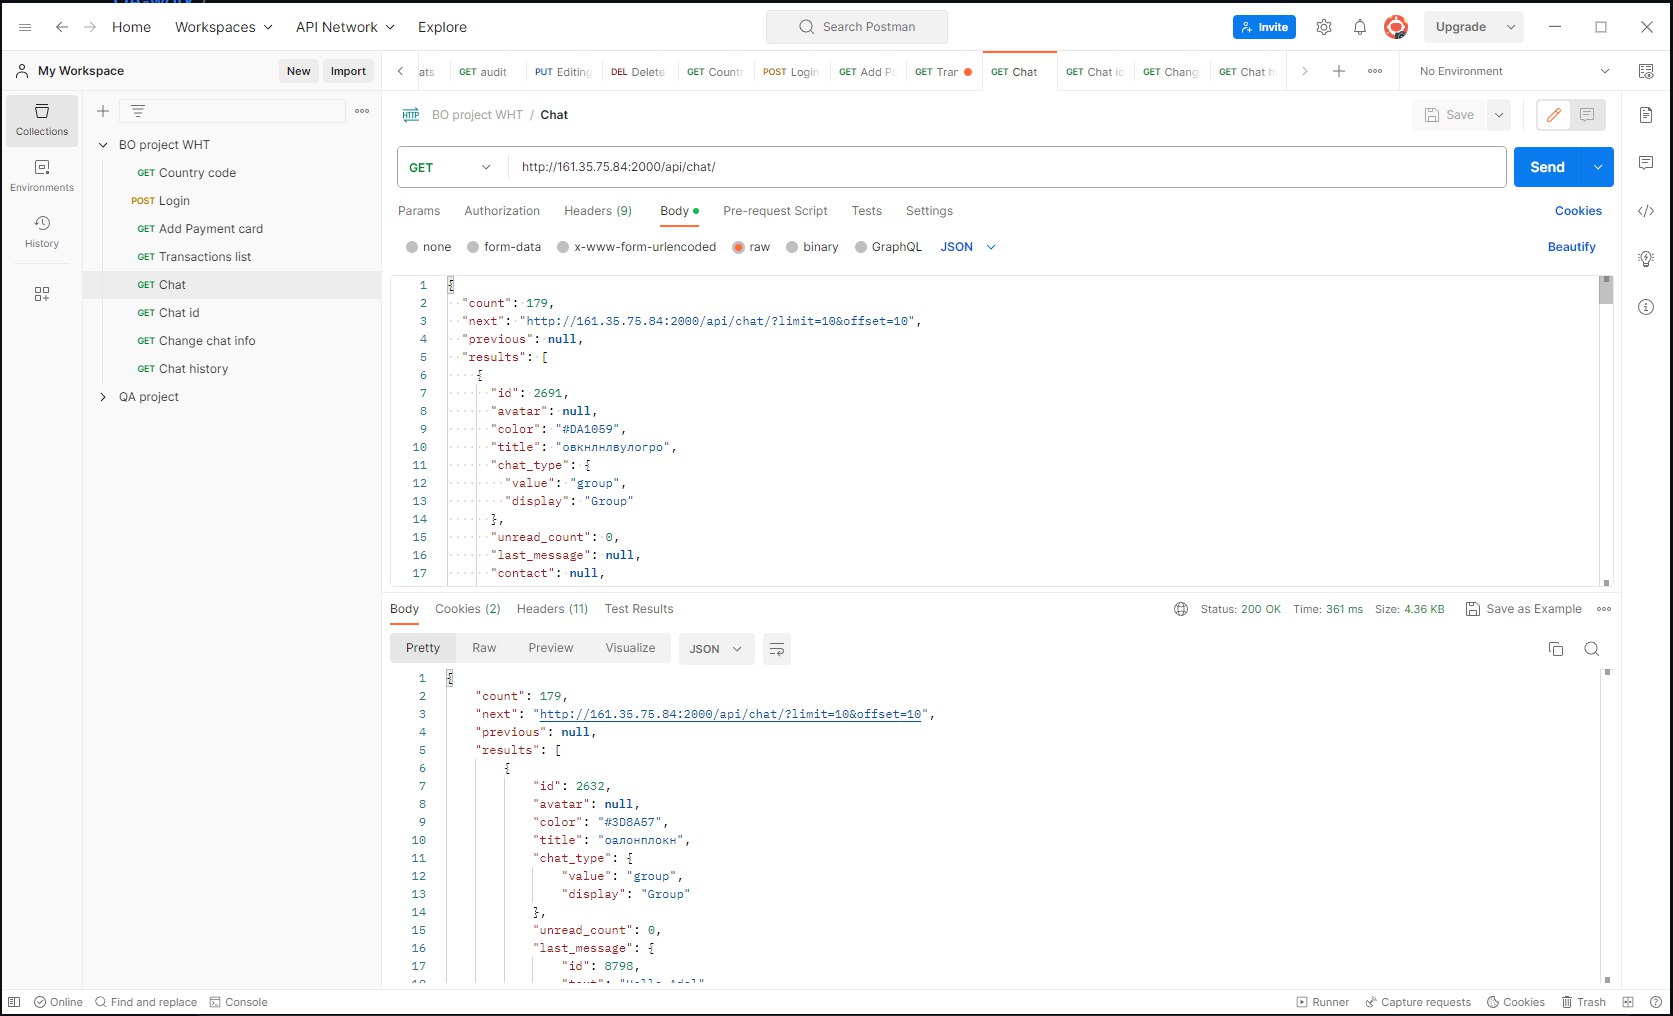 Home Workspaces API Network Explore Search Postman Invite Upgrade
My Workspace New Import ats GET audit PUT Editing DEL Delete GET Count POST Login GET Add P GET Tra GET Chat GET Chat id GET Chang GET Chat h No Environment
Collections
Environments
History
BO project WHT
GET Country code
POST Login
GET Add Payment card
GET Transactions list
GET Chat
GET Chat id
GET Change chat info
GET Chat history
QA project
HTTP BO project WHT / Chat Save
GET http://161.35.75.84:2000/api/chat/ Send
Params Authorization Headers (9) Body Pre-request Script Tests Settings Cookies
none form-data x-www-form-urlencoded raw binary GraphQL JSON Beautify
1 {
2 "count": 179,
3 "next": "http://161.35.75.84:2000/api/chat/?limit=10&offset=10",
4 "previous": null,
5 "results": [
6 {
7 "id": 2691,
8 "avatar": null,
9 "color": "#DA1059",
10 "title": "овкнлнлвулогро",
11 "chat_type": {
12 "value": "group",
13 "display": "Group"
14 },
15 "unread_count": 0,
16 "last_message": null,
17 "contact": null,
Body Cookies (2) Headers (11) Test Results Status: 200 OK Time: 361 ms Size: 4.36 KB Save as Example
Pretty Raw Preview Visualize JSON
1 {
2 "count": 179,
3 "next": "http://161.35.75.84:2000/api/chat/?limit=10&offset=10",
4 "previous": null,
5 "results": [
6 {
7 "id": 2632,
8 "avatar": null,
9 "color": "#3D8A57",
10 "title": "оалонплокн",
11 "chat_type": {
12 "value": "group",
13 "display": "Group"
14 },
15 "unread_count": 0,
16 "last_message": {
17 "id": 8798,
Online Find and replace Console Runner Capture requests Cookies Trash